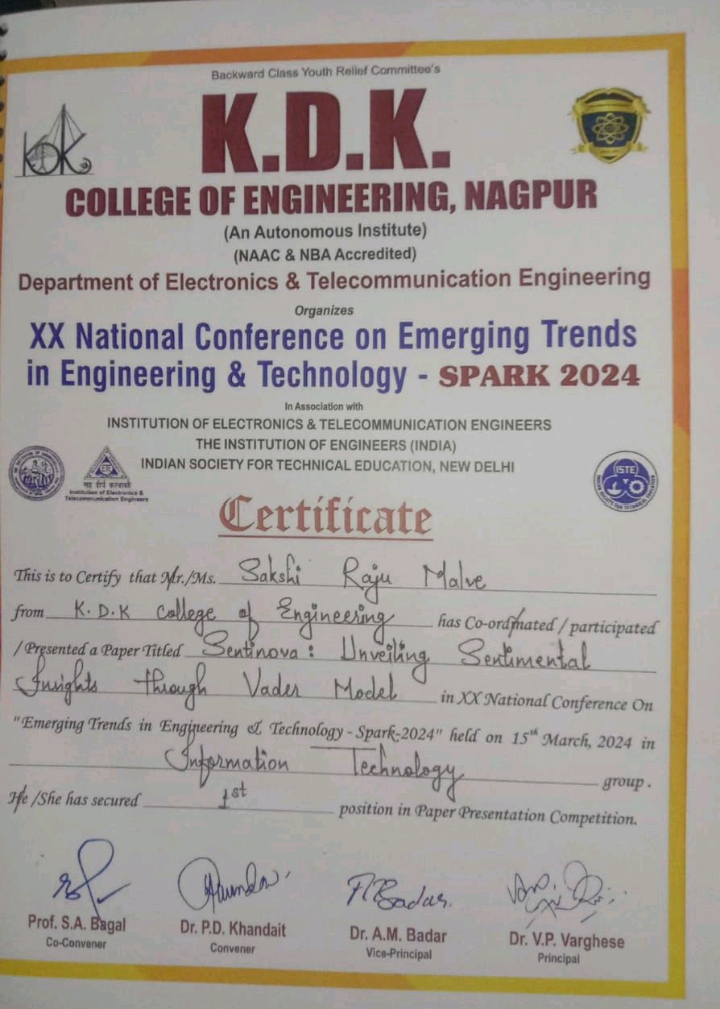 Backward Class Youth Relief Committee's
KDK
K.D.K.
COLLEGE OF ENGINEERING, NAGPUR
(An Autonomous Institute)
(NAAC & NBA Accredited)
Department of Electronics & Telecommunication Engineering
Organizes
XX National Conference on Emerging Trends
in Engineering & Technology - SPARK 2024
In Association with
INSTITUTION OF ELECTRONICS & TELECOMMUNICATION ENGINEERS
THE INSTITUTION OF ENGINEERS (INDIA)
INDIAN SOCIETY FOR TECHNICAL EDUCATION, NEW DELHI
Institution of Electronics &
Telecommunication Engineers
ISTE
Certificate
This is to Certify that Mr./Ms. Sakshi Raju Malve
from K.D.K College of Engineering has Co-ordinated / participated
/ Presented a Paper Titled Sentinova : Unveiling Sentimental
Insights through Vader Model in XX National Conference On
"Emerging Trends in Engineering & Technology - Spark-2024" held on 15th March, 2024 in
Information Technology group.
He /She has secured 1st position in Paper Presentation Competition.
Prof. S.A. Bagal
Co-Convener
Dr. P.D. Khandait
Convener
Dr. A.M. Badar
Vice-Principal
Dr. V.P. Varghese
Principal